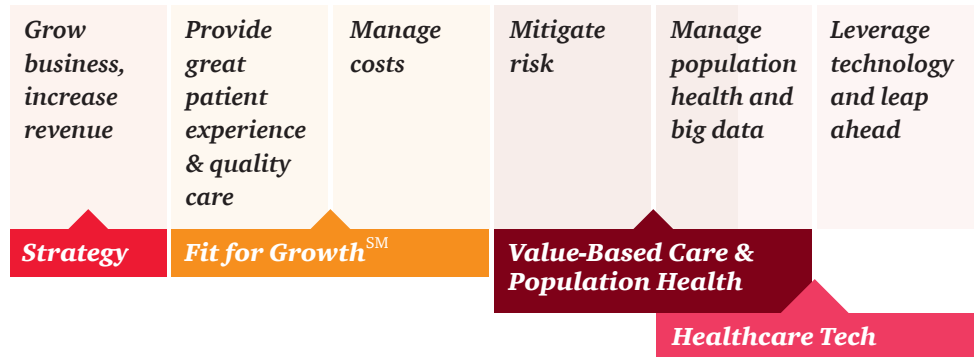 Grow
business,
increase
revenue
Provide
great
patient
experience
& quality
care
Manage
costs
Mitigate
risk
Manage
population
health and
big data
Leverage
technology
and leap
ahead
Strategy
Fit for Growth℠
Value-Based Care &
Population Health
Healthcare Tech